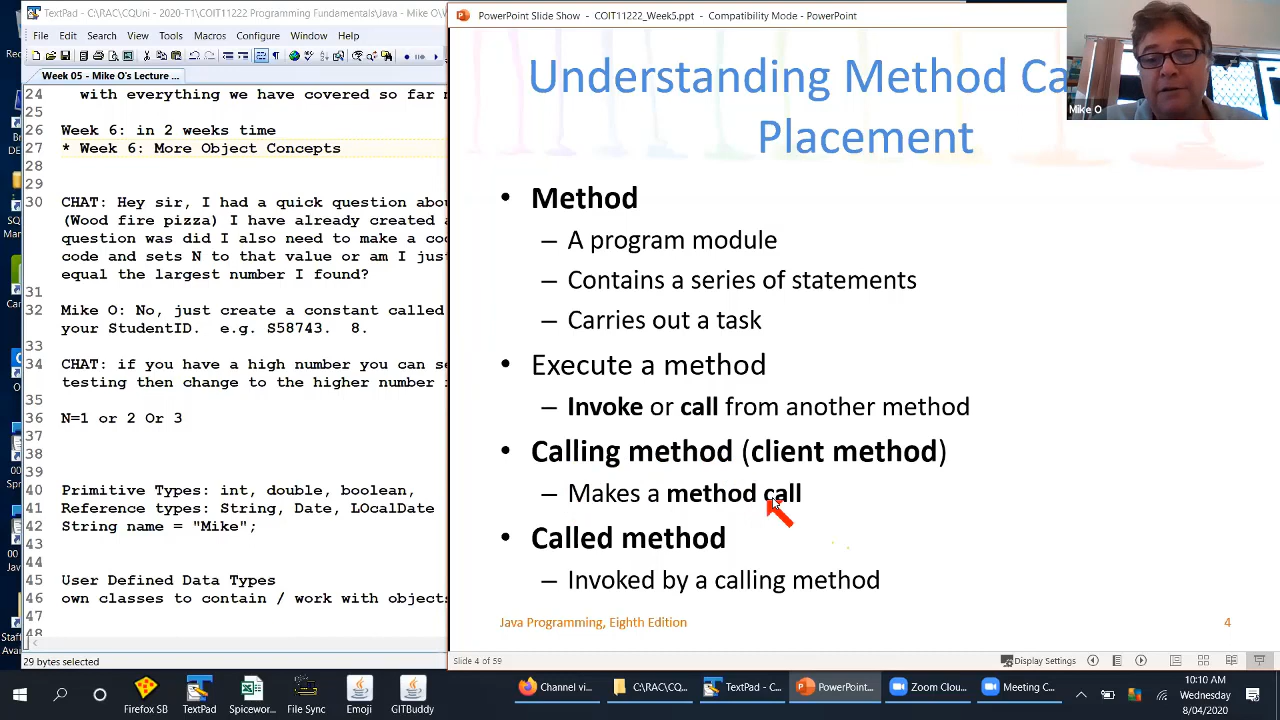 TextPad - C:\RAC\CQUni - 2020-T1\COIT11222 Programming Fundamentals\Java - Mike O
File Edit Search View Tools Macros Configure Window Help
Week 05 - Mike O's Lecture ...
24 with everything we have covered so far
25
26 Week 6: in 2 weeks time
27 * Week 6: More Object Concepts
28
29
30 CHAT: Hey sir, I had a quick question
(Wood fire pizza) I have already created
question was did I also need to make a
code and sets N to that value or am I
equal the largest number I found?
31
32 Mike O: No, just create a constant called
your StudentID. e.g. S58743. 8.
33
34 CHAT: if you have a high number you can
testing then change to the higher number
35
36 N=1 or 2 Or 3
37
38
39
40 Primitive Types: int, double, boolean,
41 Reference types: String, Date, LOcalDate
42 String name = "Mike";
43
44
45 User Defined Data Types
46 own classes to contain / work with objects
47
48
29 bytes selected
PowerPoint Slide Show - COIT11222_Week5.ppt - Compatibility Mode - PowerPoint
Understanding Method
Placement
Mike O
• Method
– A program module
– Contains a series of statements
– Carries out a task
• Execute a method
– Invoke or call from another method
• Calling method (client method)
– Makes a method call
• Called method
– Invoked by a calling method
Java Programming, Eighth Edition 4
Slide 4 of 59 Display Settings
Firefox SB TextPad Spicewor... File Sync Emoji GITBuddy
Channel vi... C:\RAC\CQ... TextPad - C... PowerPoint... Zoom Clou... Meeting C...
10:10 AM
Wednesday
8/04/2020